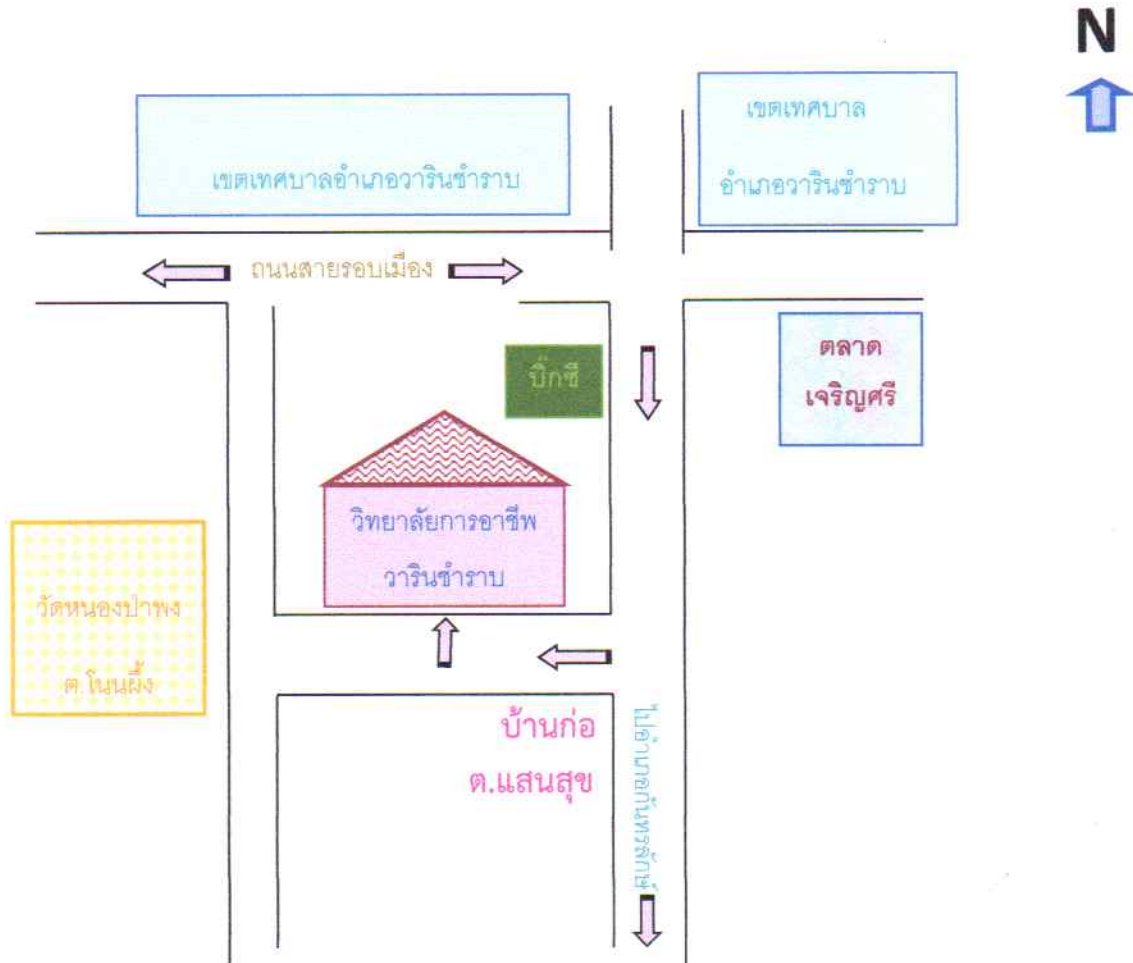 N
เขตเทศบาลอำเภอวารินชำราบ
เขตเทศบาล
อำเภอวารินชำราบ
ถนนสายรอบเมือง
บิ๊กซี
ตลาด
เจริญศรี
วิทยาลัยการอาชีพ
วารินชำราบ
วัดหนองป่าพง
ต.โนนผึ้ง
บ้านก่อ
ต.แสนสุข
ไปอำเภอกันทรลักษ์